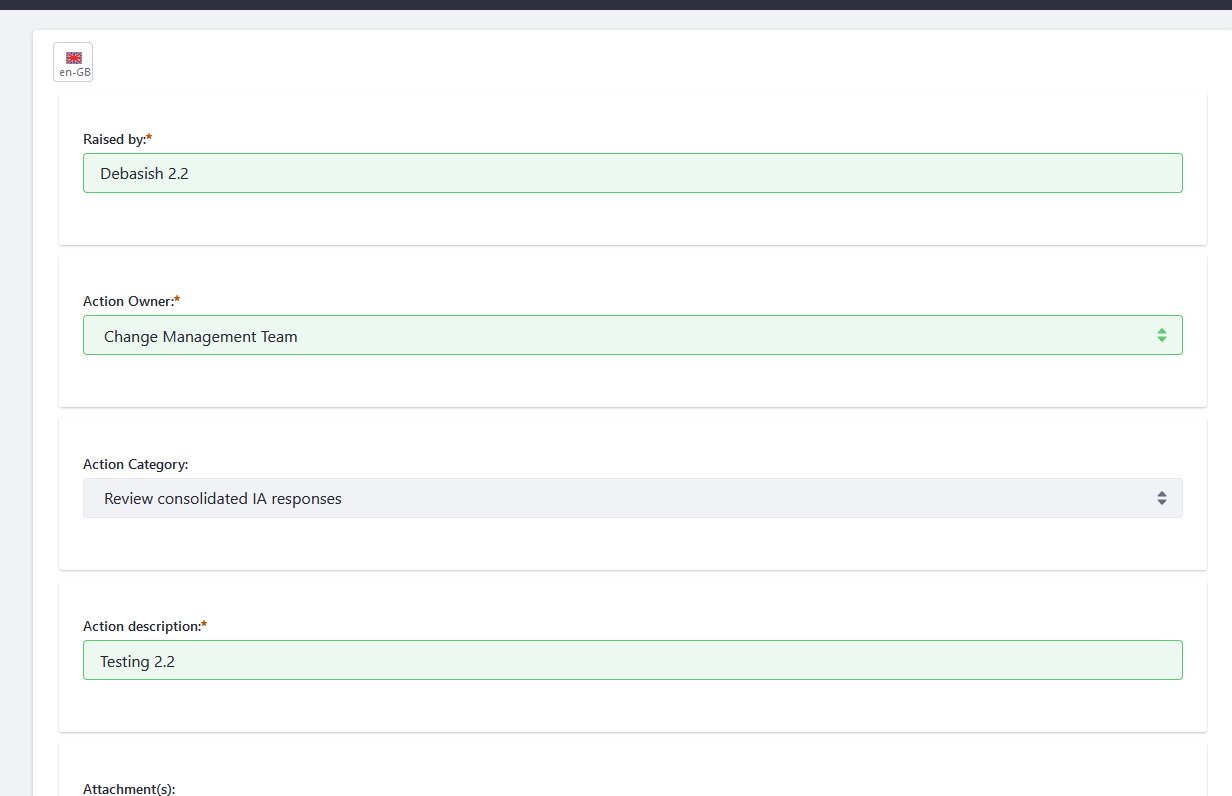 en-GB
Raised by:*
Debasish 2.2
Action Owner:*
Change Management Team
Action Category:
Review consolidated IA responses
Action description:*
Testing 2.2
Attachment(s):